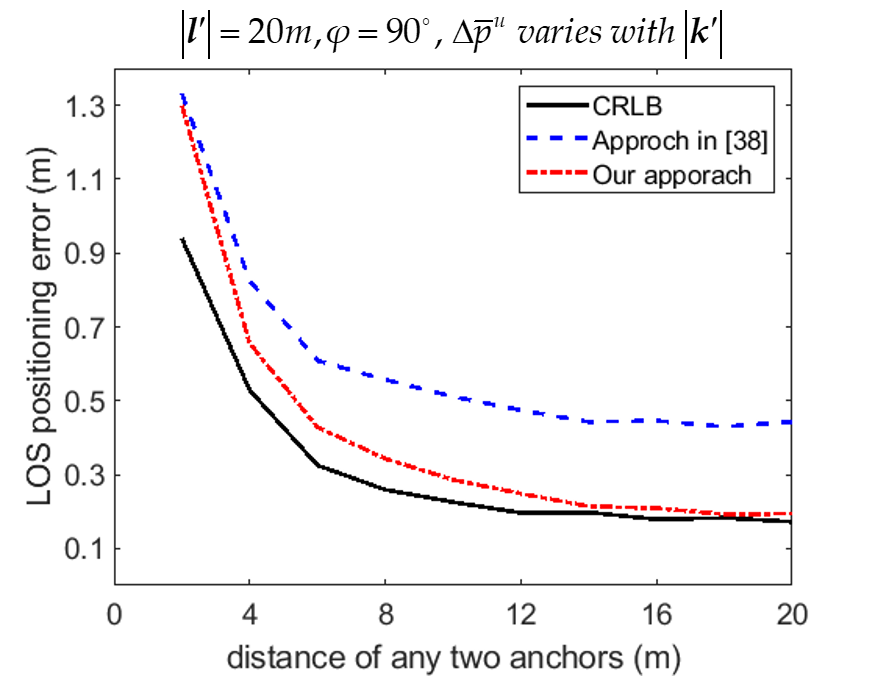 |l′| = 20m, φ = 90°, Δp̅ᵘ varies with |k′|
CRLB
Approch in [38]
Our apporach
LOS positioning error (m)
1.3
1.1
0.9
0.7
0.5
0.3
0.1
0 4 8 12 16 20
distance of any two anchors (m)